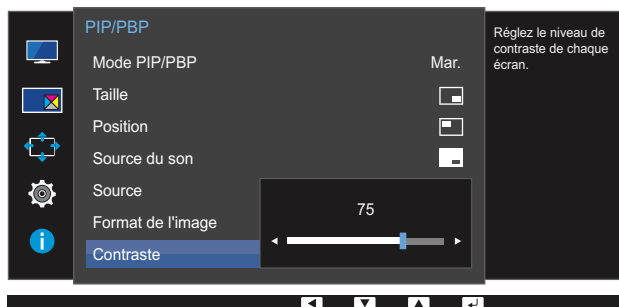 PIP/PBP
Mode PIP/PBP Mar.
Taille
Position
Source du son
Source
Format de l'image
Contraste
75
Réglez le niveau de
contraste de chaque
écran.